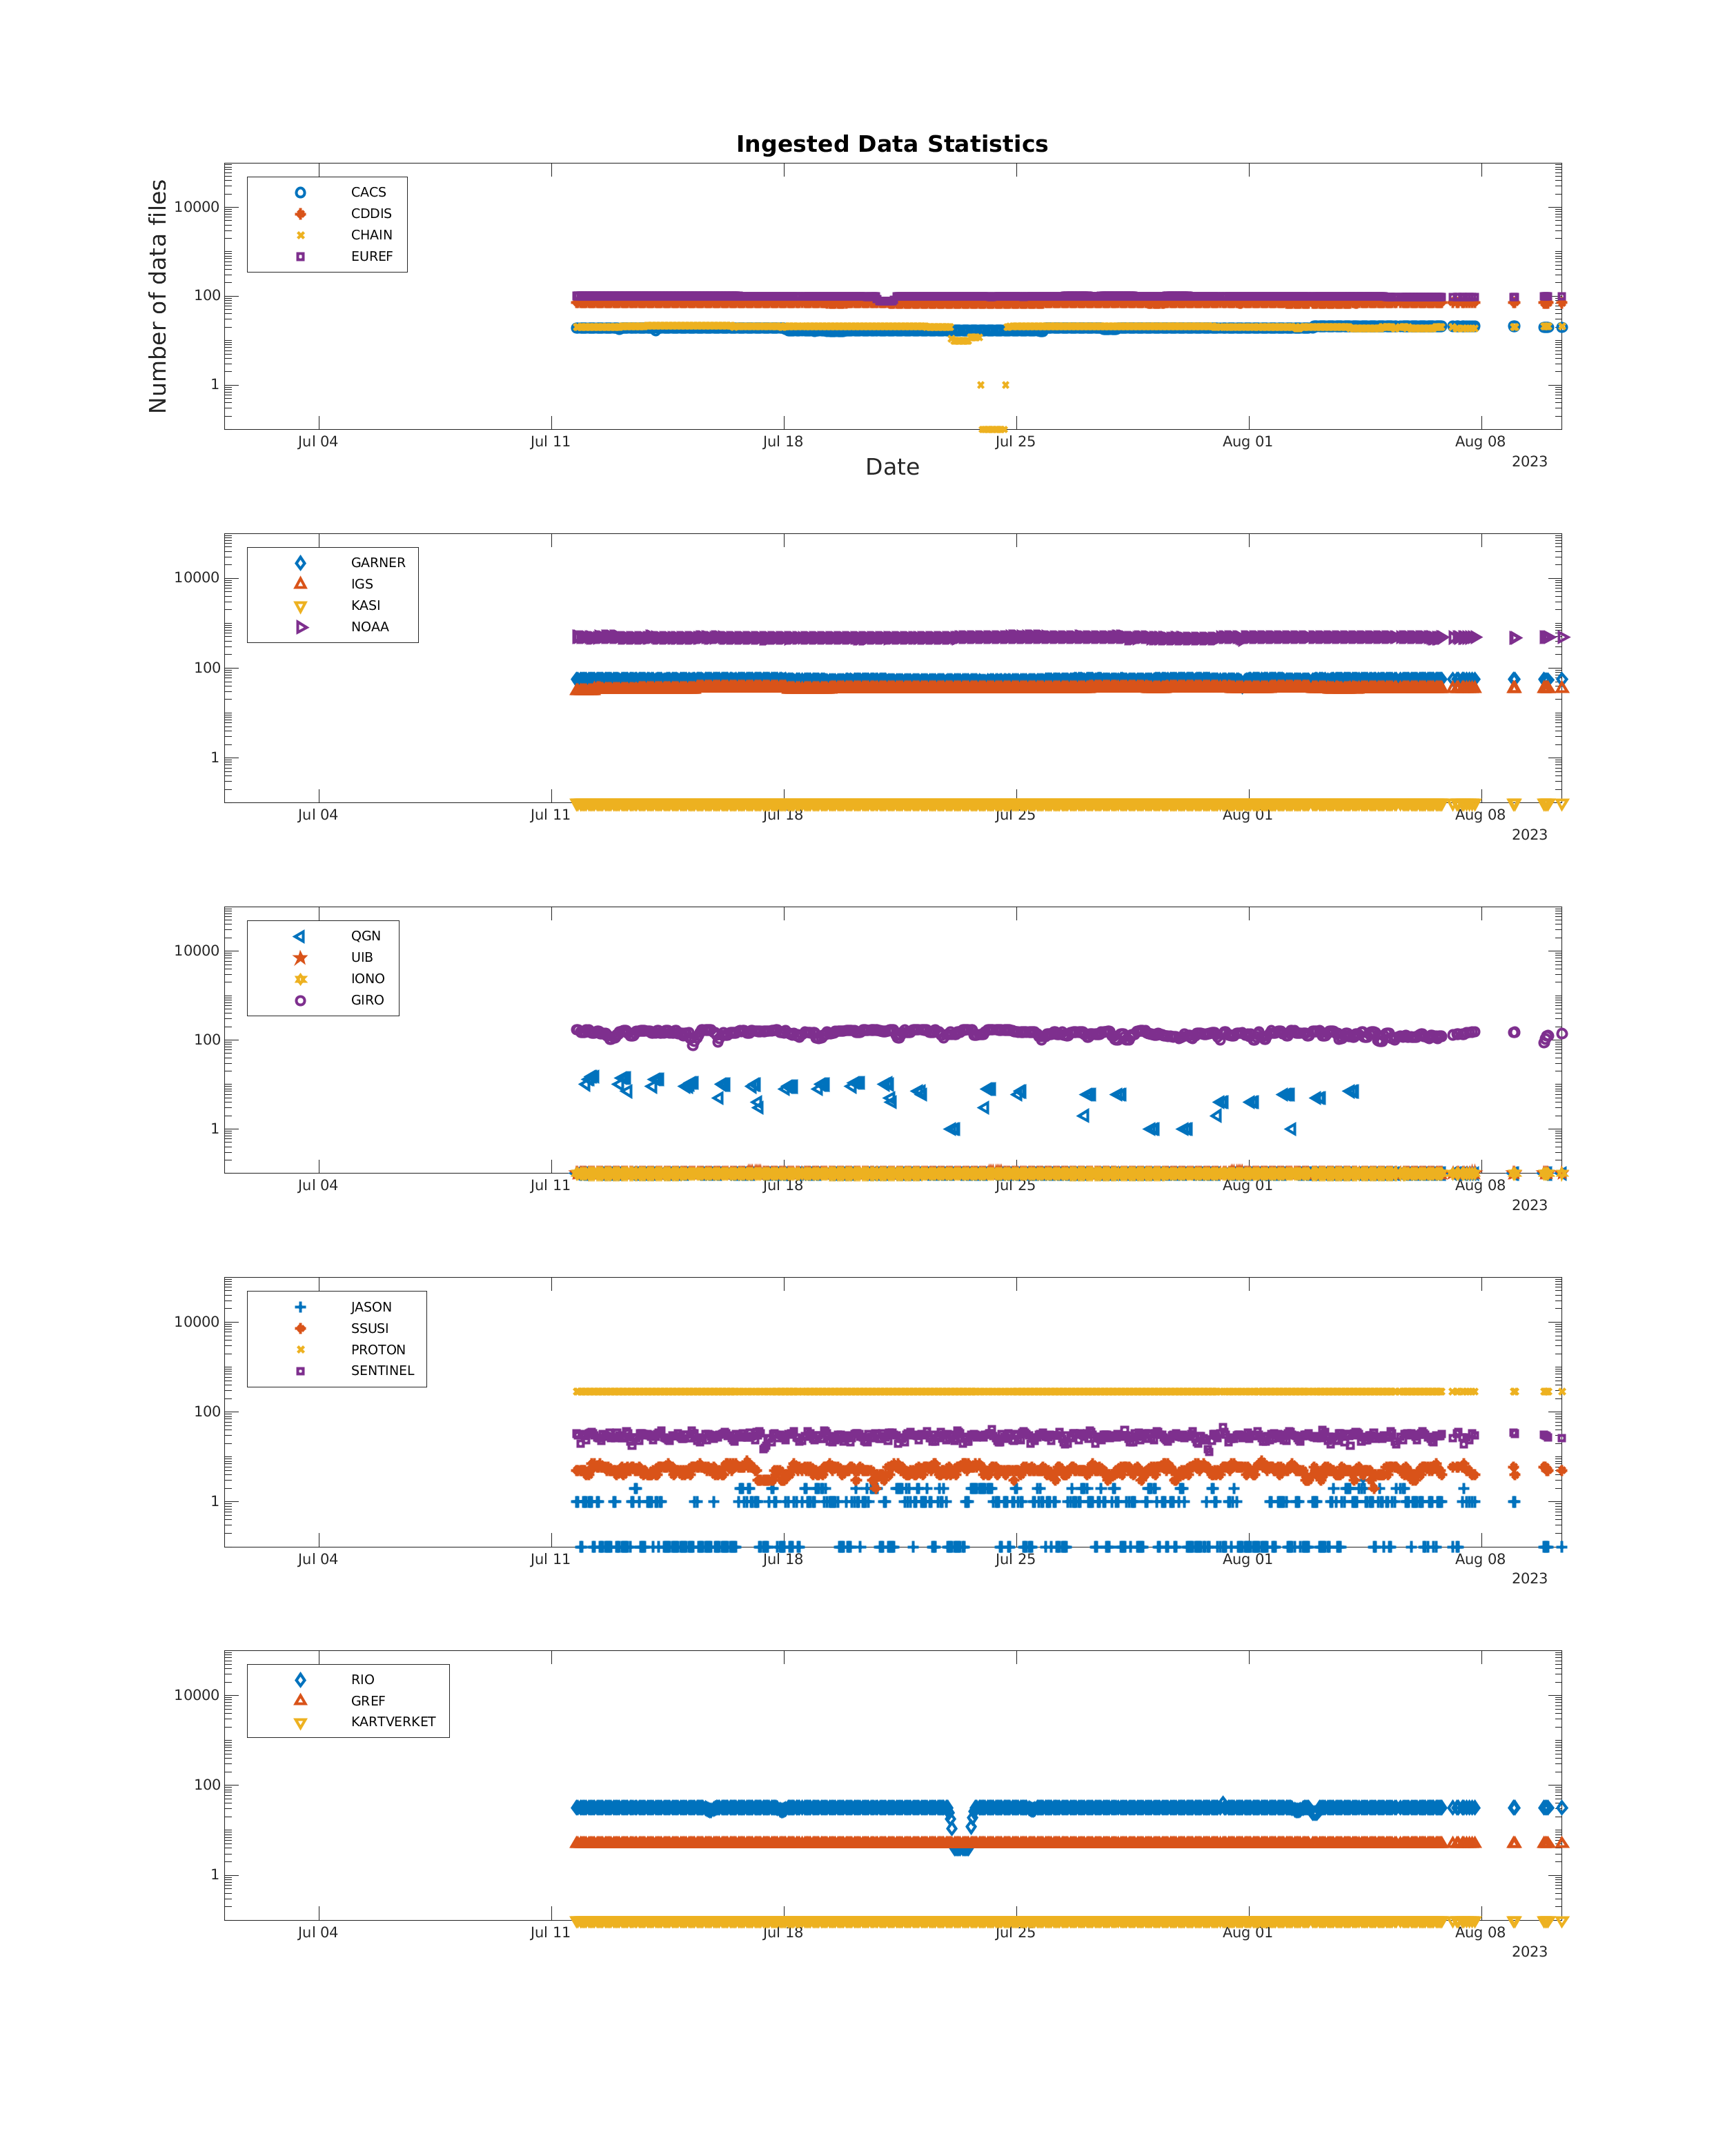 Ingested Data Statistics
Number of data files
10000
100
1
CACS
CDDIS
CHAIN
EUREF
Jul 04 Jul 11 Jul 18 Jul 25 Aug 01 Aug 08
2023
Date
10000
100
1
GARNER
IGS
KASI
NOAA
Jul 04 Jul 11 Jul 18 Jul 25 Aug 01 Aug 08
2023
10000
100
1
QGN
UIB
IONO
GIRO
Jul 04 Jul 11 Jul 18 Jul 25 Aug 01 Aug 08
2023
10000
100
1
JASON
SSUSI
PROTON
SENTINEL
Jul 04 Jul 11 Jul 18 Jul 25 Aug 01 Aug 08
2023
10000
100
1
RIO
GREF
KARTVERKET
Jul 04 Jul 11 Jul 18 Jul 25 Aug 01 Aug 08
2023